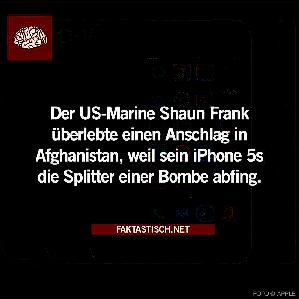 Der US-Marine Shaun Frank
überlebte einen Anschlag in
Afghanistan, weil sein iPhone 5s
die Splitter einer Bombe abfing.
FAKTASTISCH.NET
FOTO © APPLE